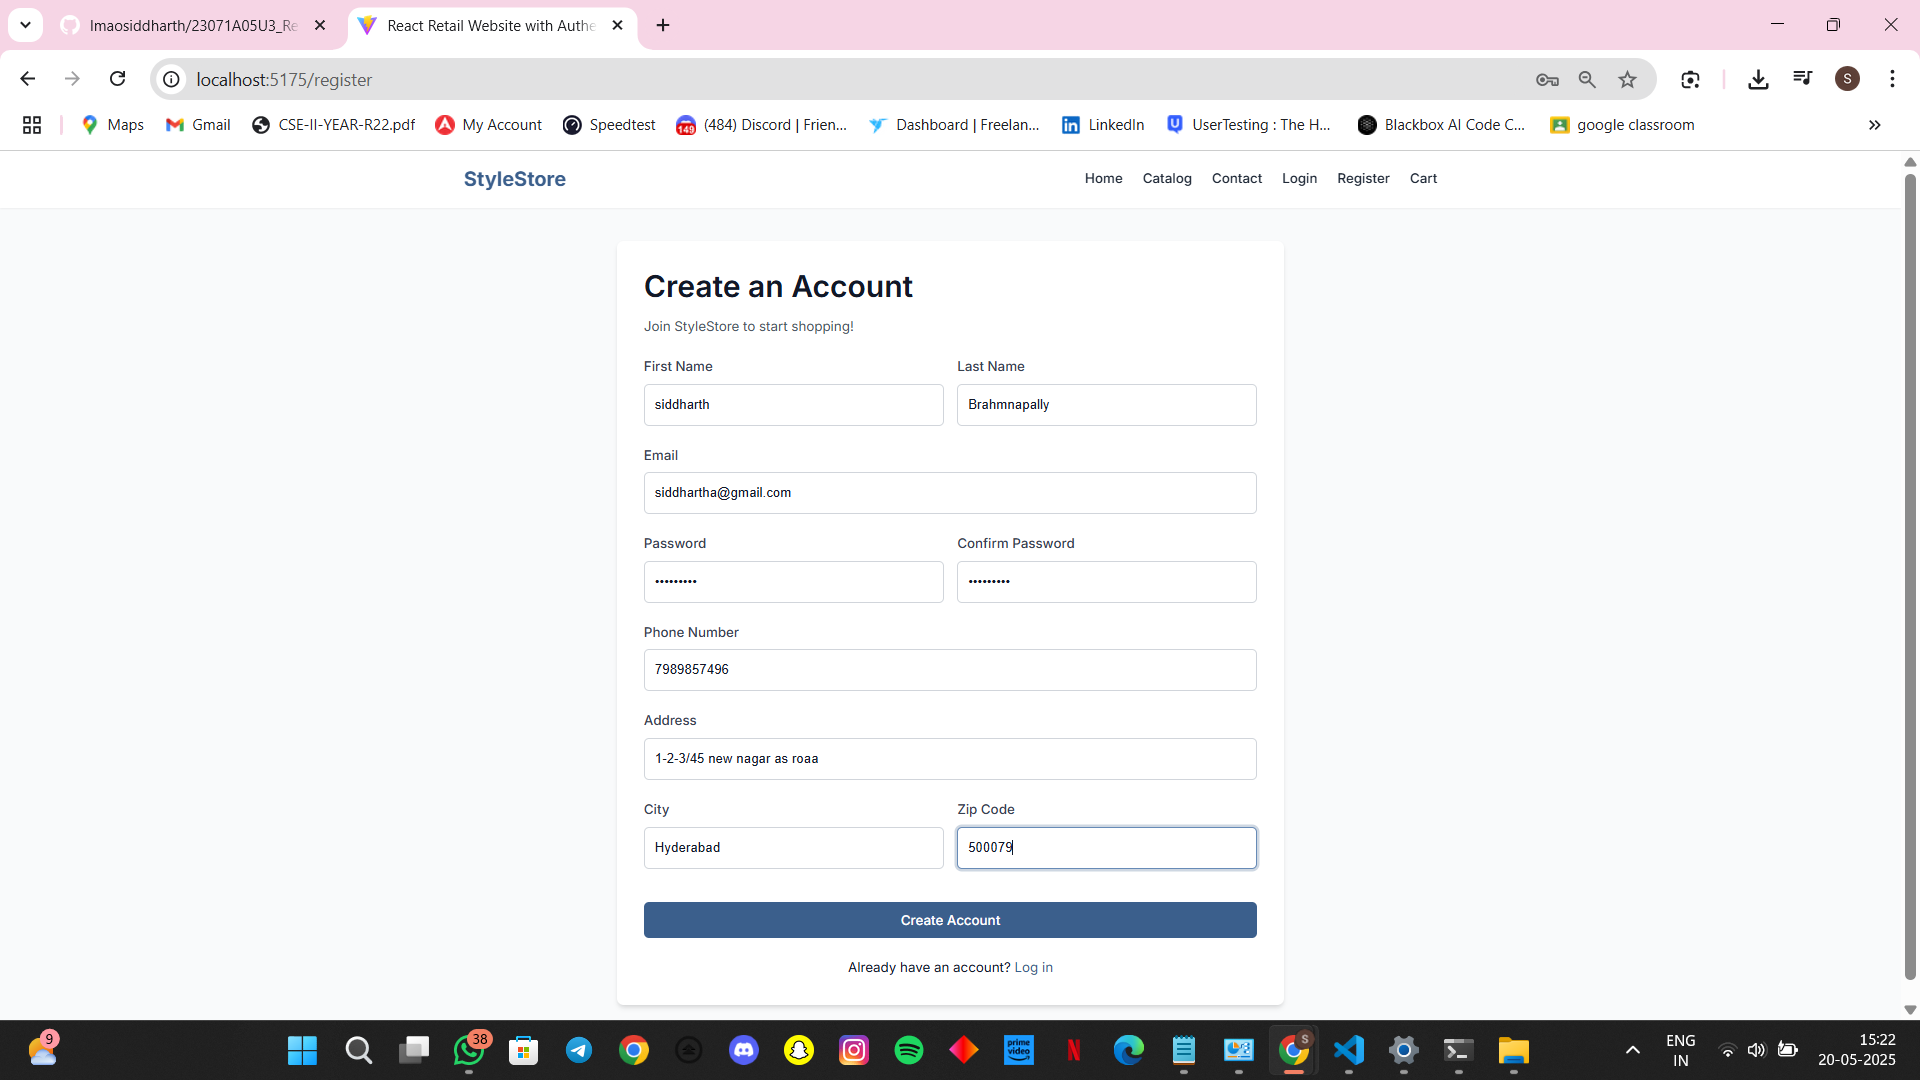 lmaosiddharth/23071A05U3_Re
React Retail Website with Authe
localhost:5175/register
S
Maps
Gmail
CSE-II-YEAR-R22.pdf
My Account
Speedtest
149
(484) Discord | Frien...
Dashboard | Freelan...
LinkedIn
UserTesting : The H...
Blackbox AI Code C...
google classroom
StyleStore
Home
Catalog
Contact
Login
Register
Cart
Create an Account
Join StyleStore to start shopping!
First Name
Last Name
siddharth
Brahmnapally
Email
siddhartha@gmail.com
Password
Confirm Password
•••••••••
•••••••••
Phone Number
7989857496
Address
1-2-3/45 new nagar as roaa
City
Zip Code
Hyderabad
500079
Create Account
Already have an account? Log in
9
38
prime video
N
S
ENG
IN
15:22
20-05-2025